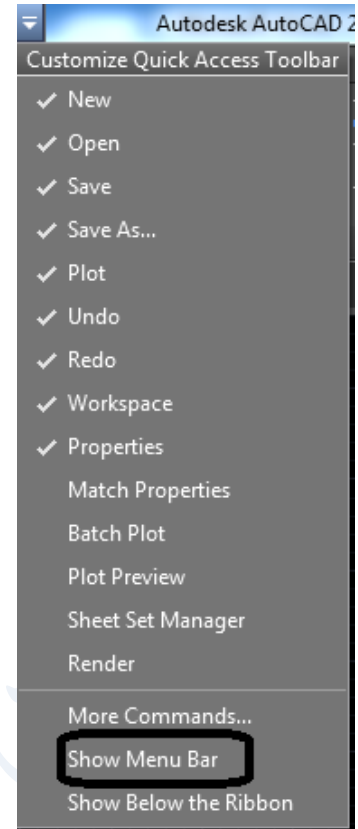 Autodesk AutoCAD 2
Customize Quick Access Toolbar
New
Open
Save
Save As...
Plot
Undo
Redo
Workspace
Properties
Match Properties
Batch Plot
Plot Preview
Sheet Set Manager
Render
More Commands...
Show Menu Bar
Show Below the Ribbon